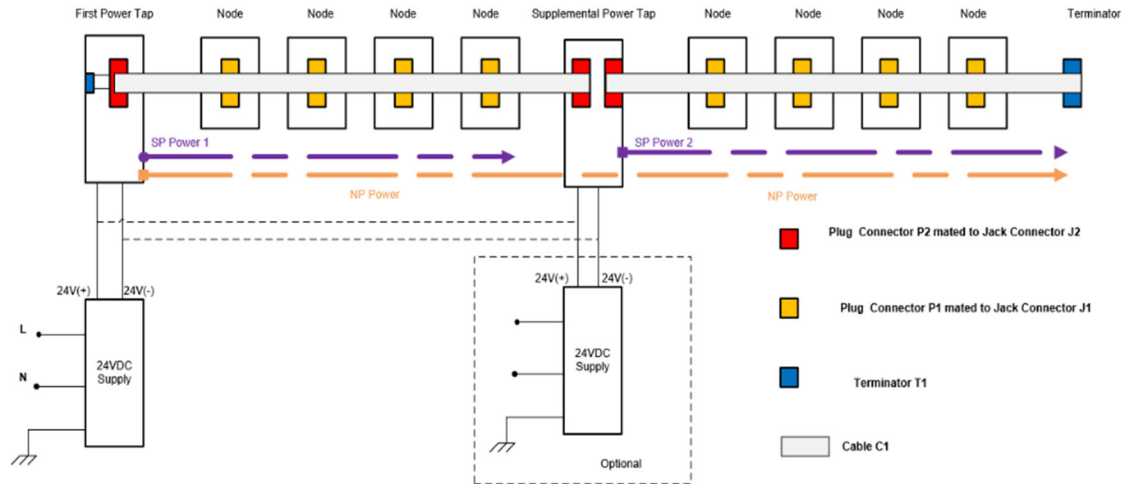 First Power Tap
Node
Node
Node
Node
Supplemental Power Tap
Node
Node
Node
Node
Terminator
SP Power 1
SP Power 2
NP Power
NP Power
Plug Connector P2 mated to Jack Connector J2
24V(+)
24V(-)
24V(+)
24V(-)
Plug Connector P1 mated to Jack Connector J1
L
24VDC
Supply
24VDC
Supply
N
Terminator T1
Cable C1
Optional